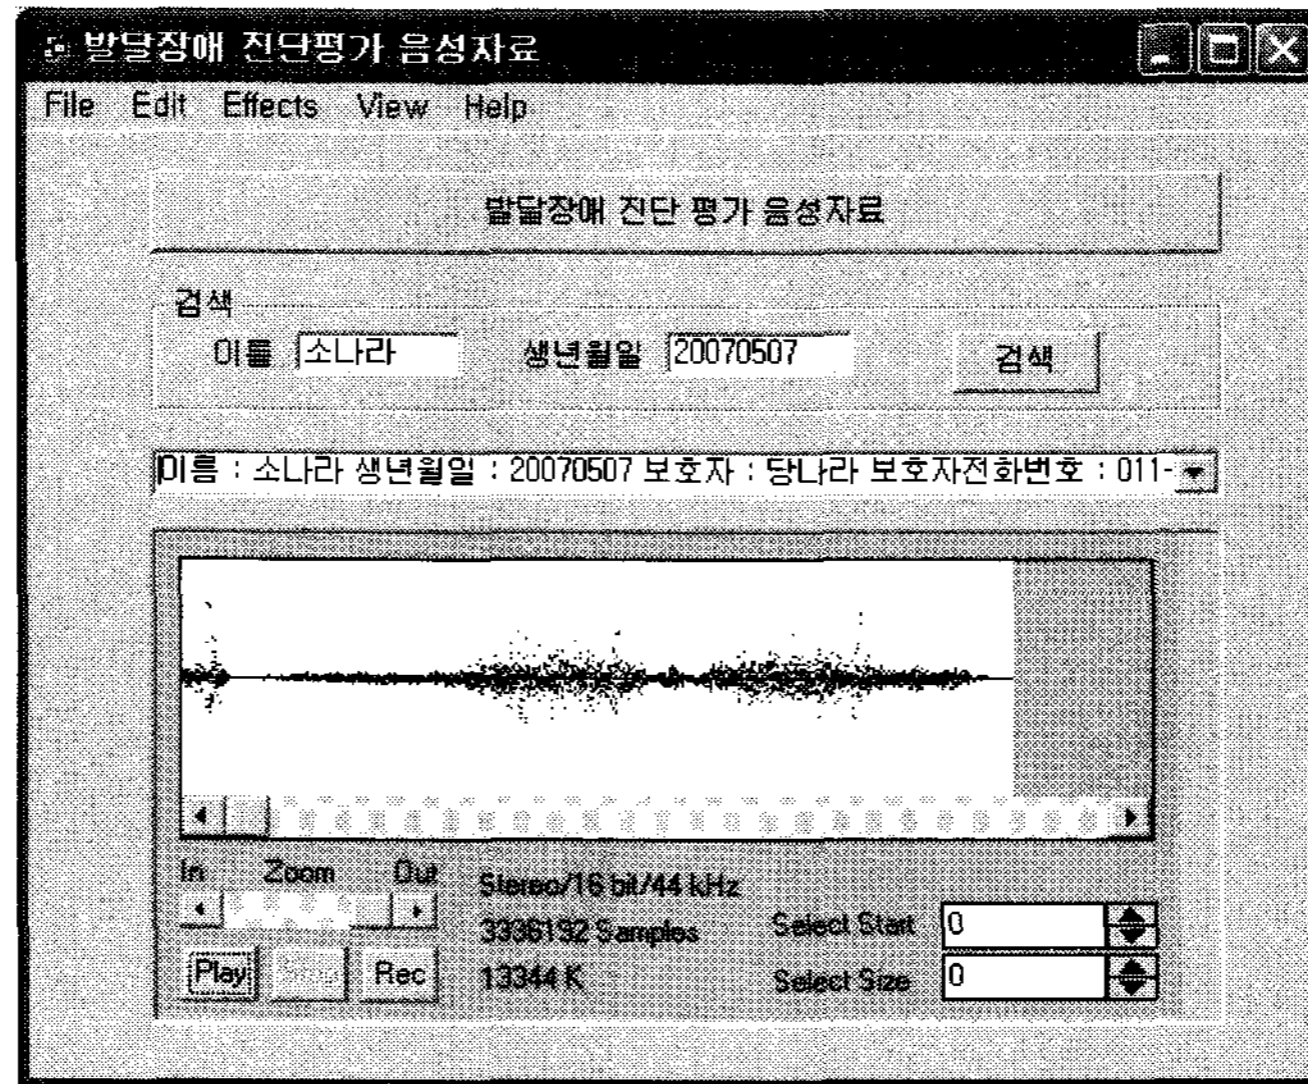 발달장애 진단평가 음성자료
File Edit Effects View Help
발달장애 진단 평가 음성자료
검색
이름 소나라 생년월일 20070507 검색
이름 : 소나라 생년월일 : 20070507 보호자 : 당나라 보호자전화번호 : 011-
In Zoom Out
Stereo/16 bit/44 kHz
3336192 Samples
13344 K
Select Start 0
Select Size 0
Play Stop Rec